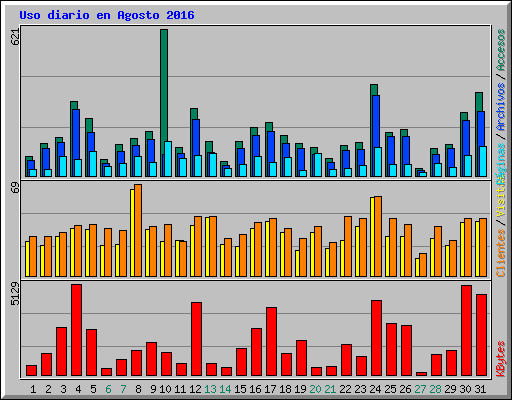 Uso diario en Agosto 2016
621
69
5129
Clientes / Visitas
Páginas / Archivos / Accesos
KBytes
1 2 3 4 5 6 7 8 9 10 11 12 13 14 15 16 17 18 19 20 21 22 23 24 25 26 27 28 29 30 31